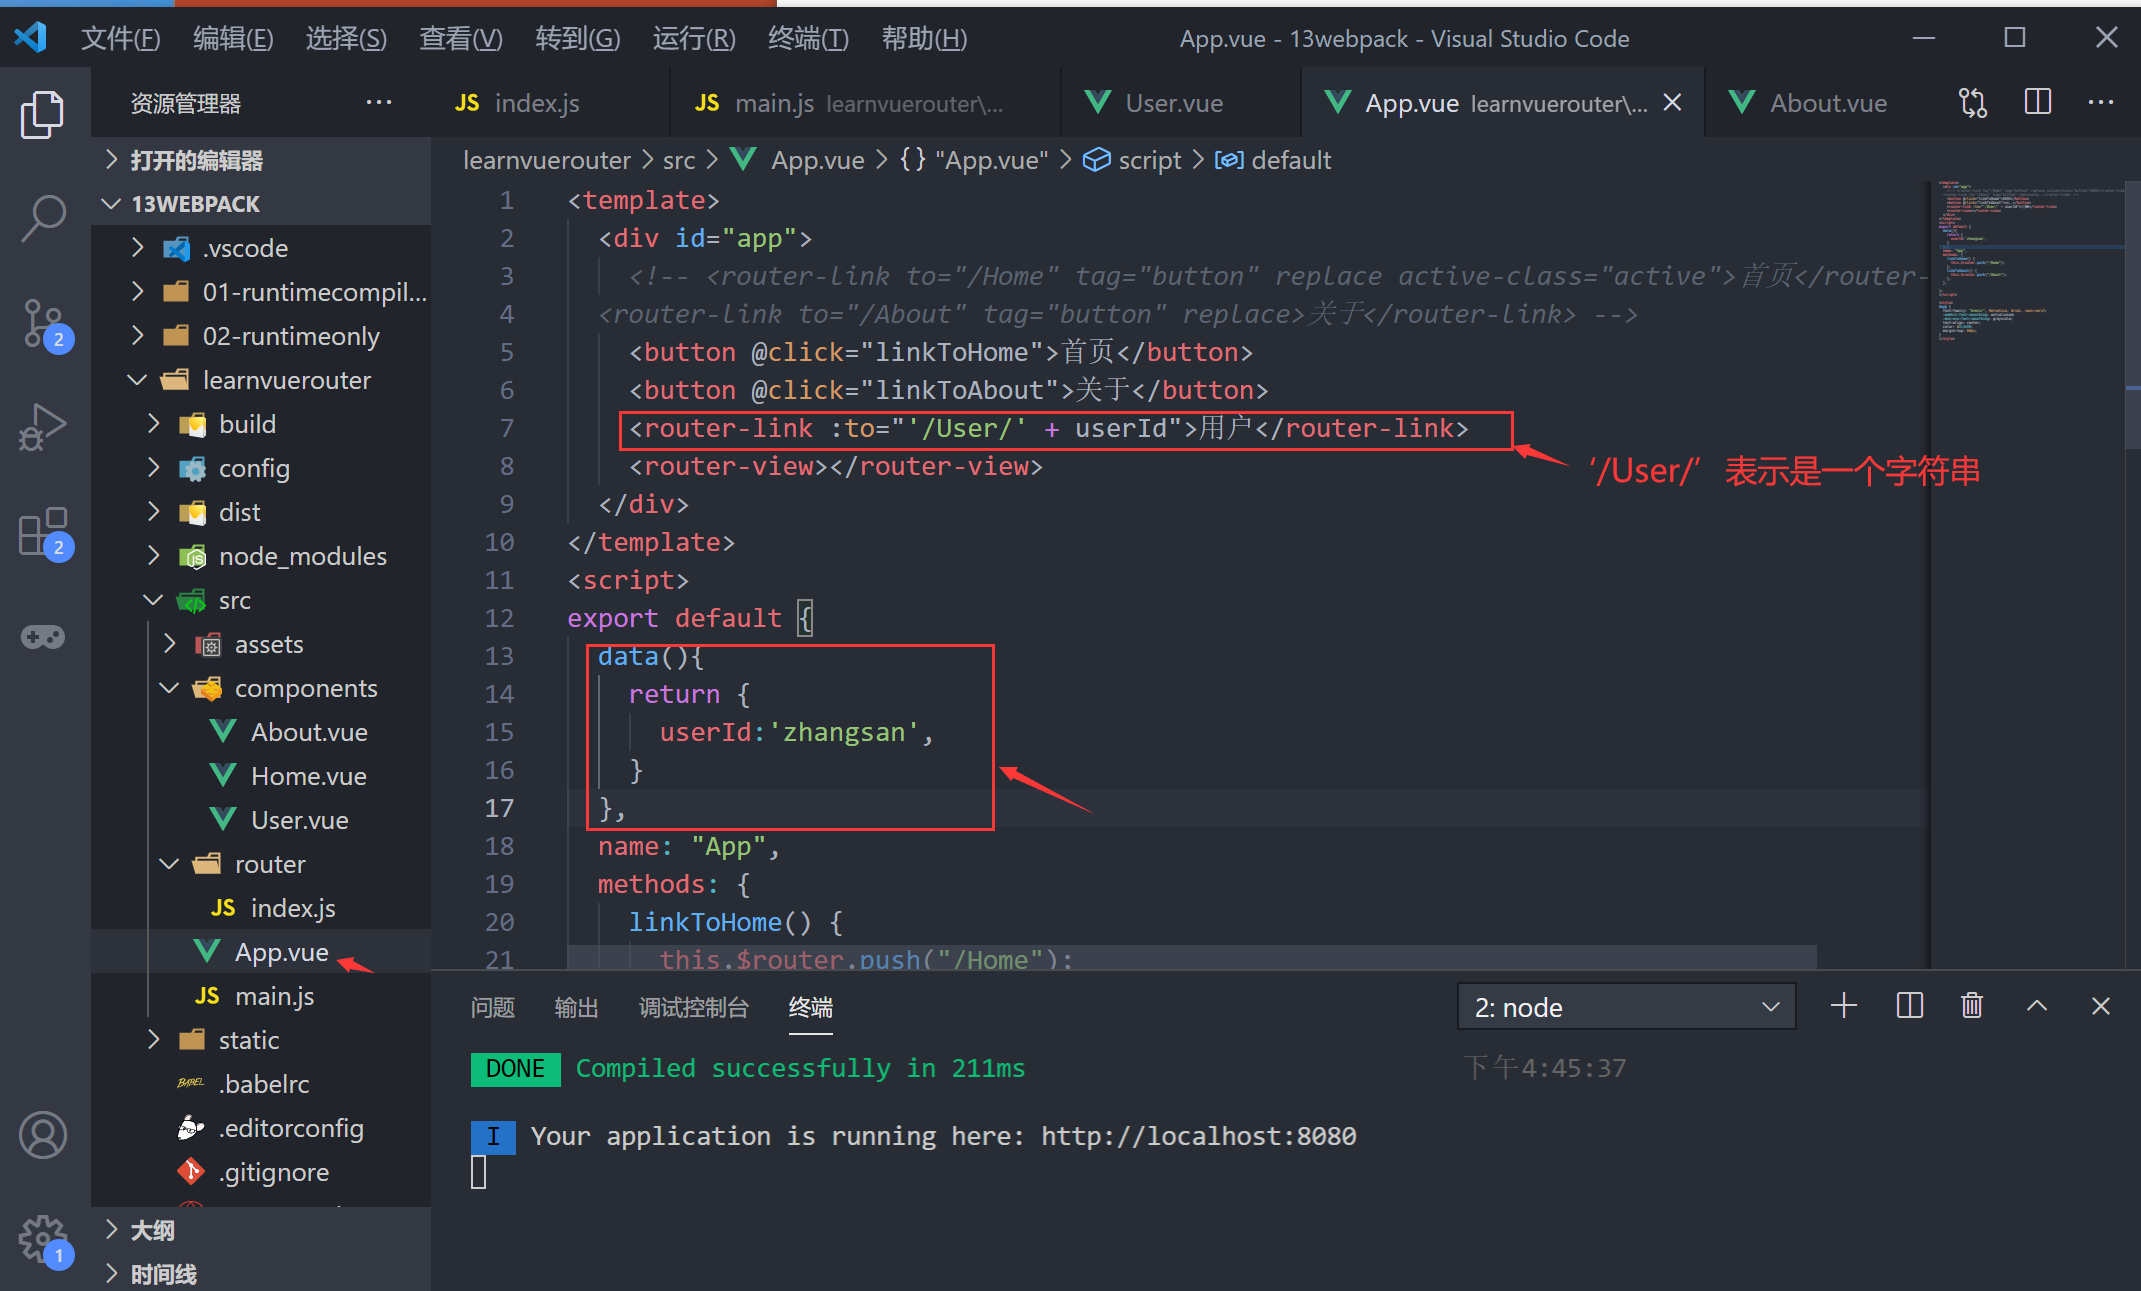 文件(F) 编辑(E) 选择(S) 查看(V) 转到(G) 运行(R) 终端(T) 帮助(H) App.vue - 13webpack - Visual Studio Code
资源管理器 ···
JS index.js JS main.js learnvuerouter\... User.vue App.vue learnvuerouter\... About.vue ···
learnvuerouter > src > App.vue > {} "App.vue" > script > default
打开的编辑器
13WEBPACK
.vscode
01-runtimecompil...
02-runtimeonly
learnvuerouter
build
config
dist
node_modules
src
assets
components
About.vue
Home.vue
User.vue
router
JS index.js
App.vue
JS main.js
static
BABEL .babelrc
.editorconfig
.gitignore
大纲
时间线
2
2
1
1 <template>
2 <div id="app">
3 <!-- <router-link to="/Home" tag="button" replace active-class="active">首页</router-
4 <router-link to="/About" tag="button" replace>关于</router-link> -->
5 <button @click="linkToHome">首页</button>
6 <button @click="linkToAbout">关于</button>
7 <router-link :to="'/User/' + userId">用户</router-link>
‘/User/’ 表示是一个字符串
8 <router-view></router-view>
9 </div>
10 </template>
11 <script>
12 export default {
13 data(){
14 return {
15 userId:'zhangsan',
16 }
17 },
18 name: "App",
19 methods: {
20 linkToHome() {
21 this.$router.push("/Home");
问题 输出 调试控制台 终端 2: node
DONE Compiled successfully in 211ms 下午4:45:37
I Your application is running here: http://localhost:8080